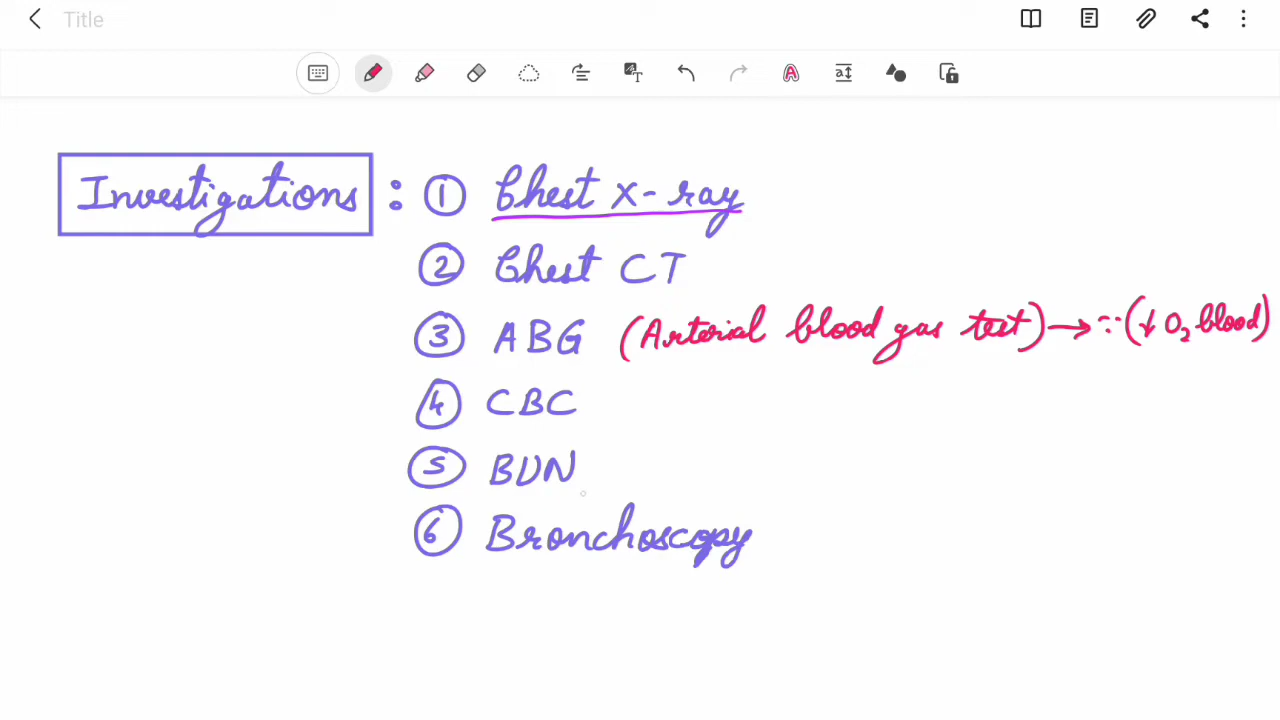 Title
Investigations : ① Chest X-ray
② Chest CT
③ ABG (Arterial blood gas test) → ∵ (↓ O₂ blood)
④ CBC
⑤ BUN
⑥ Bronchoscopy